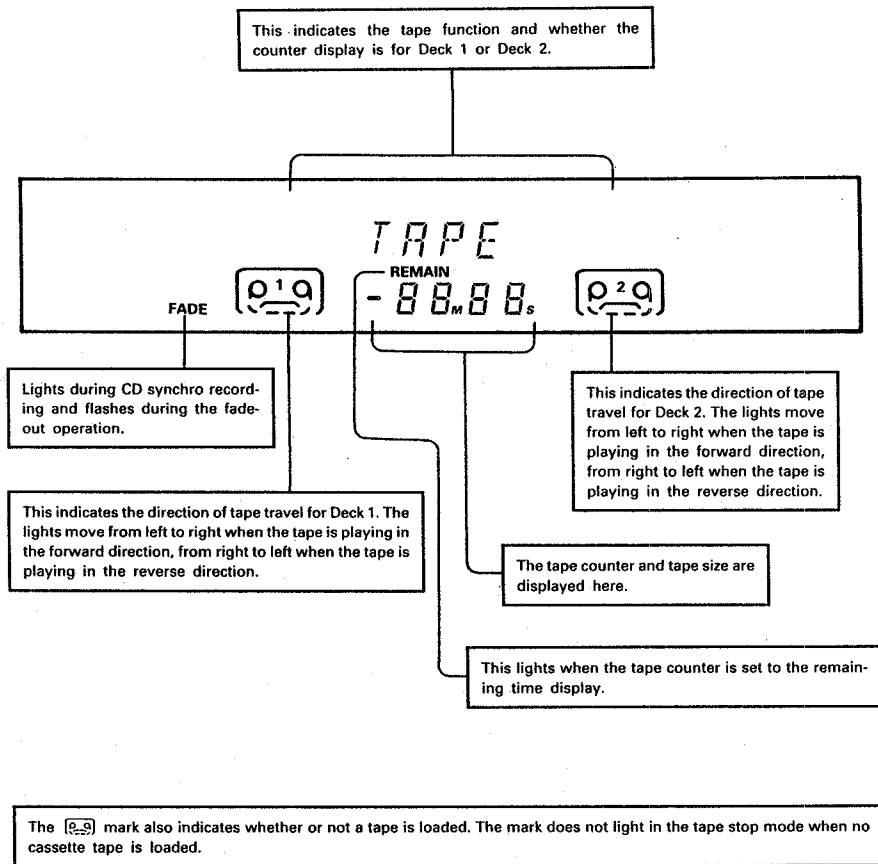 This indicates the tape function and whether the
counter display is for Deck 1 or Deck 2.
TAPE
REMAIN
1
- 88M88s
2
FADE
Lights during CD synchro record-
ing and flashes during the fade-
out operation.
This indicates the direction of tape
travel for Deck 2. The lights move
from left to right when the tape is
playing in the forward direction,
from right to left when the tape is
playing in the reverse direction.
This indicates the direction of tape travel for Deck 1. The
lights move from left to right when the tape is playing in
the forward direction, from right to left when the tape is
playing in the reverse direction.
The tape counter and tape size are
displayed here.
This lights when the tape counter is set to the remain-
ing time display.
The mark also indicates whether or not a tape is loaded. The mark does not light in the tape stop mode when no
cassette tape is loaded.